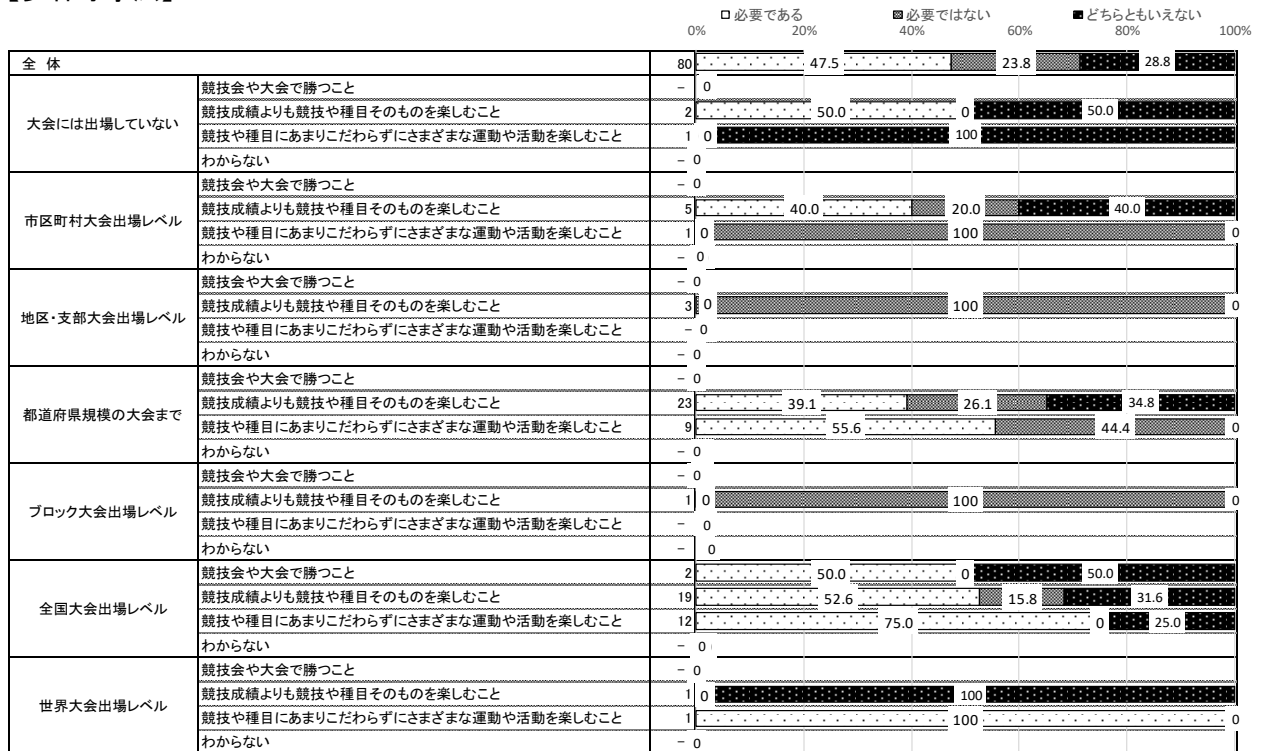 □必要である ▩必要ではない ■どちらともいえない
0% 20% 40% 60% 80% 100%
全 体 80 47.5 23.8 28.8
大会には出場していない
競技会や大会で勝つこと － 0
競技成績よりも競技や種目そのものを楽しむこと 2 50.0 0 50.0
競技や種目にあまりこだわらずにさまざまな運動や活動を楽しむこと 1 0 100
わからない － 0
市区町村大会出場レベル
競技会や大会で勝つこと － 0
競技成績よりも競技や種目そのものを楽しむこと 5 40.0 20.0 40.0
競技や種目にあまりこだわらずにさまざまな運動や活動を楽しむこと 1 0 100 0
わからない － 0
地区・支部大会出場レベル
競技会や大会で勝つこと － 0
競技成績よりも競技や種目そのものを楽しむこと 3 0 100 0
競技や種目にあまりこだわらずにさまざまな運動や活動を楽しむこと － 0
わからない － 0
都道府県規模の大会まで
競技会や大会で勝つこと － 0
競技成績よりも競技や種目そのものを楽しむこと 23 39.1 26.1 34.8
競技や種目にあまりこだわらずにさまざまな運動や活動を楽しむこと 9 55.6 44.4 0
わからない － 0
ブロック大会出場レベル
競技会や大会で勝つこと － 0
競技成績よりも競技や種目そのものを楽しむこと 1 0 100 0
競技や種目にあまりこだわらずにさまざまな運動や活動を楽しむこと － 0
わからない － 0
全国大会出場レベル
競技会や大会で勝つこと 2 50.0 0 50.0
競技成績よりも競技や種目そのものを楽しむこと 19 52.6 15.8 31.6
競技や種目にあまりこだわらずにさまざまな運動や活動を楽しむこと 12 75.0 0 25.0
わからない － 0
世界大会出場レベル
競技会や大会で勝つこと － 0
競技成績よりも競技や種目そのものを楽しむこと 1 0 100
競技や種目にあまりこだわらずにさまざまな運動や活動を楽しむこと 1 100 0
わからない － 0